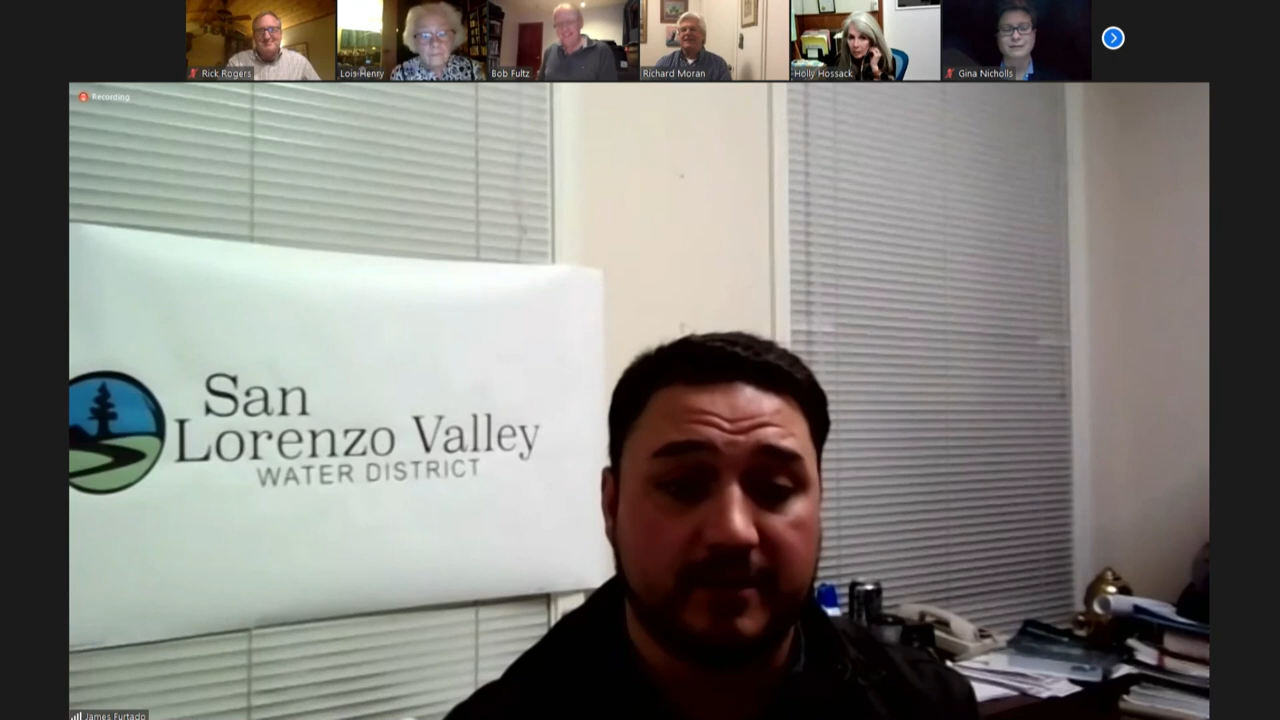 Rick Rogers
Lois Henry
Bob Fultz
Richard Moran
Holly Hossack
Gina Nicholls
Recording
San
Lorenzo Valley
WATER DISTRICT
James Furtado